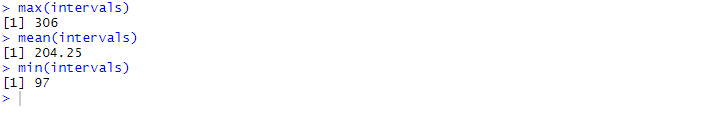 > max(intervals)
[1] 306
> mean(intervals)
[1] 204.25
> min(intervals)
[1] 97
>